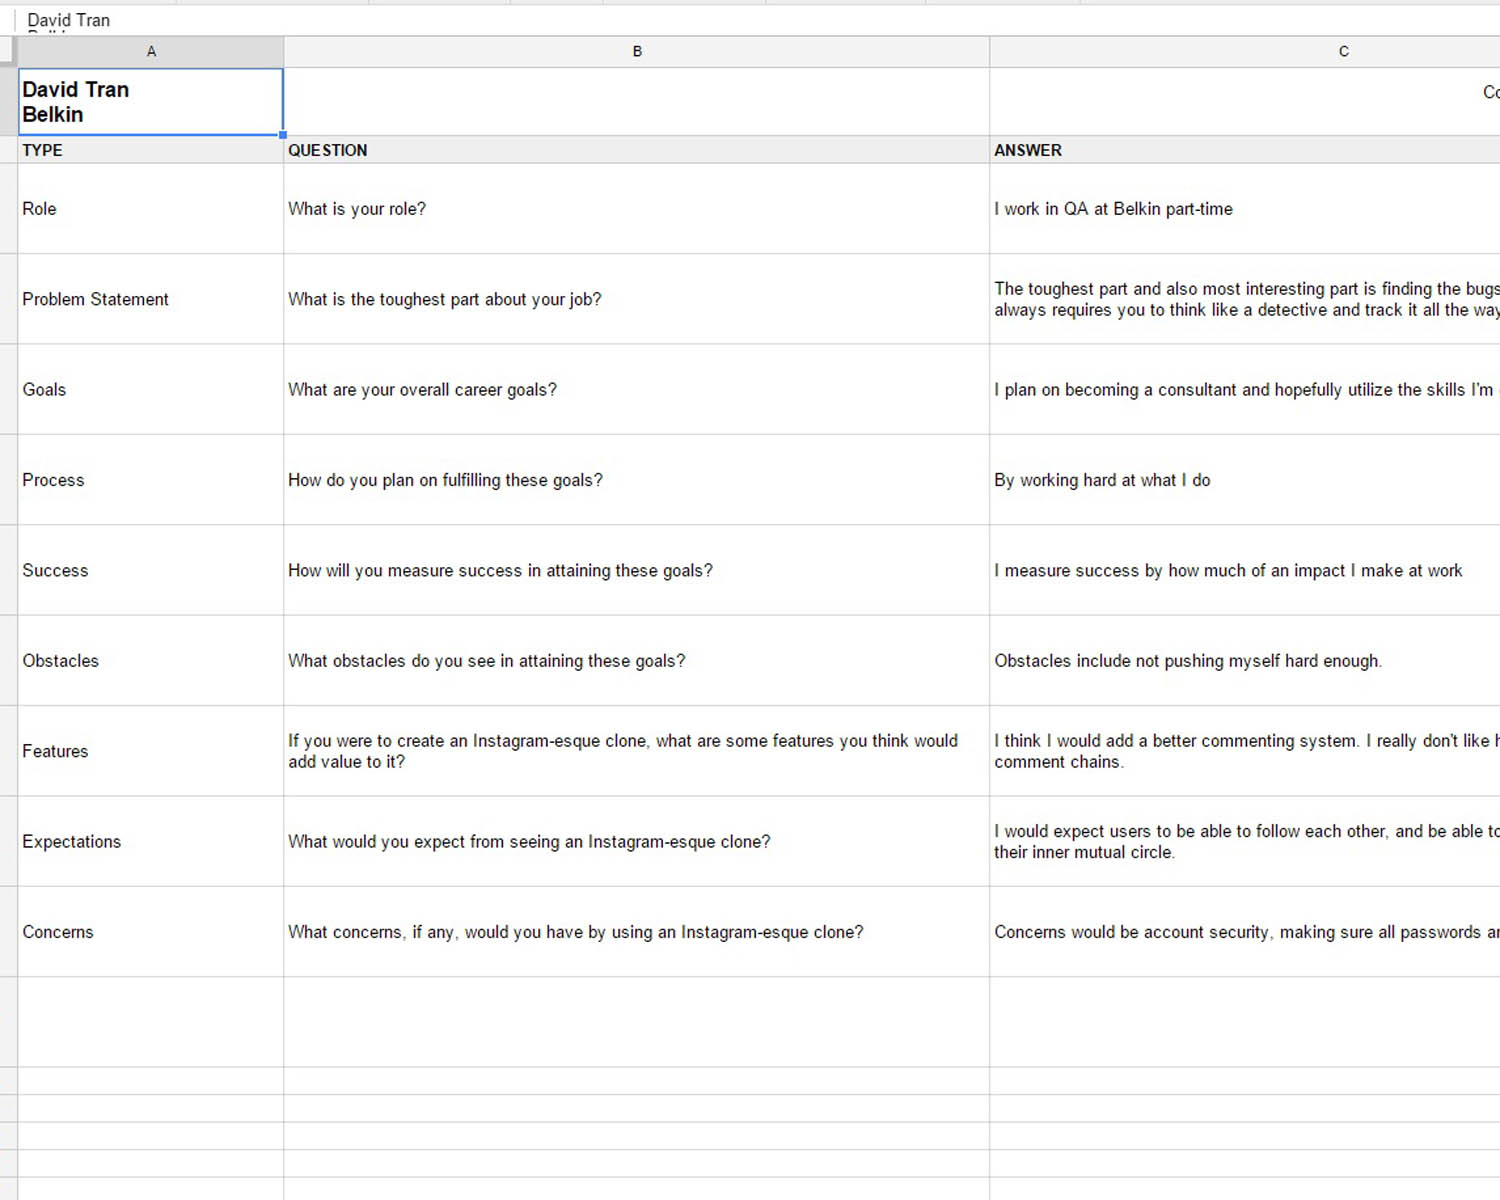 David Tran
A B C
David Tran
Belkin
TYPE QUESTION ANSWER
Role What is your role? I work in QA at Belkin part-time
Problem Statement What is the toughest part about your job? The toughest part and also most interesting part is finding the bugs
always requires you to think like a detective and track it all the way
Goals What are your overall career goals? I plan on becoming a consultant and hopefully utilize the skills I'm
Process How do you plan on fulfilling these goals? By working hard at what I do
Success How will you measure success in attaining these goals? I measure success by how much of an impact I make at work
Obstacles What obstacles do you see in attaining these goals? Obstacles include not pushing myself hard enough.
Features If you were to create an Instagram-esque clone, what are some features you think would
add value to it?
I think I would add a better commenting system. I really don't like
comment chains.
Expectations What would you expect from seeing an Instagram-esque clone? I would expect users to be able to follow each other, and be able to
their inner mutual circle.
Concerns What concerns, if any, would you have by using an Instagram-esque clone? Concerns would be account security, making sure all passwords